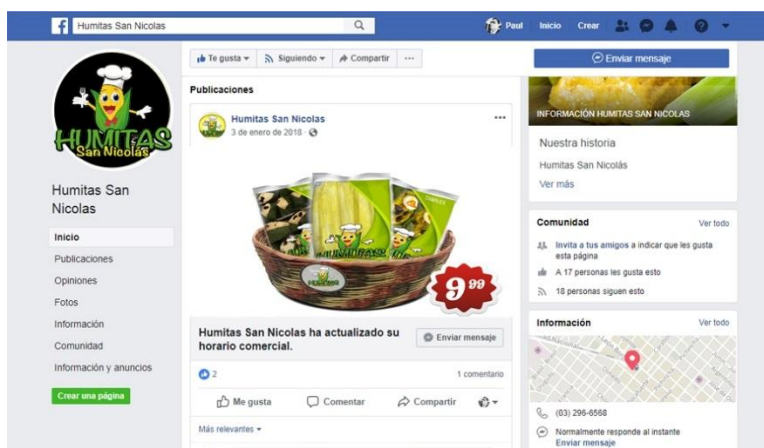 Humitas San Nicolas
Paul
Inicio
Crear
HUMITAS
San Nicolás
Humitas San
Nicolas
Inicio
Publicaciones
Opiniones
Fotos
Información
Comunidad
Información y anuncios
Crear una página
Te gusta
Siguiendo
Compartir
Publicaciones
Humitas San Nicolas
3 de enero de 2018
HUMITAS
9.99
Humitas San Nicolas ha actualizado su
horario comercial.
Enviar mensaje
2
1 comentario
Me gusta
Comentar
Compartir
Más relevantes
Enviar mensaje
INFORMACIÓN HUMITAS SAN NICOLAS
Nuestra historia
Humitas San Nicolás
Ver más
Comunidad
Ver todo
Invita a tus amigos a indicar que les gusta
esta página
A 17 personas les gusta esto
18 personas siguen esto
Información
Ver todo
(03) 296-6568
Normalmente responde al instante
Enviar mensaje